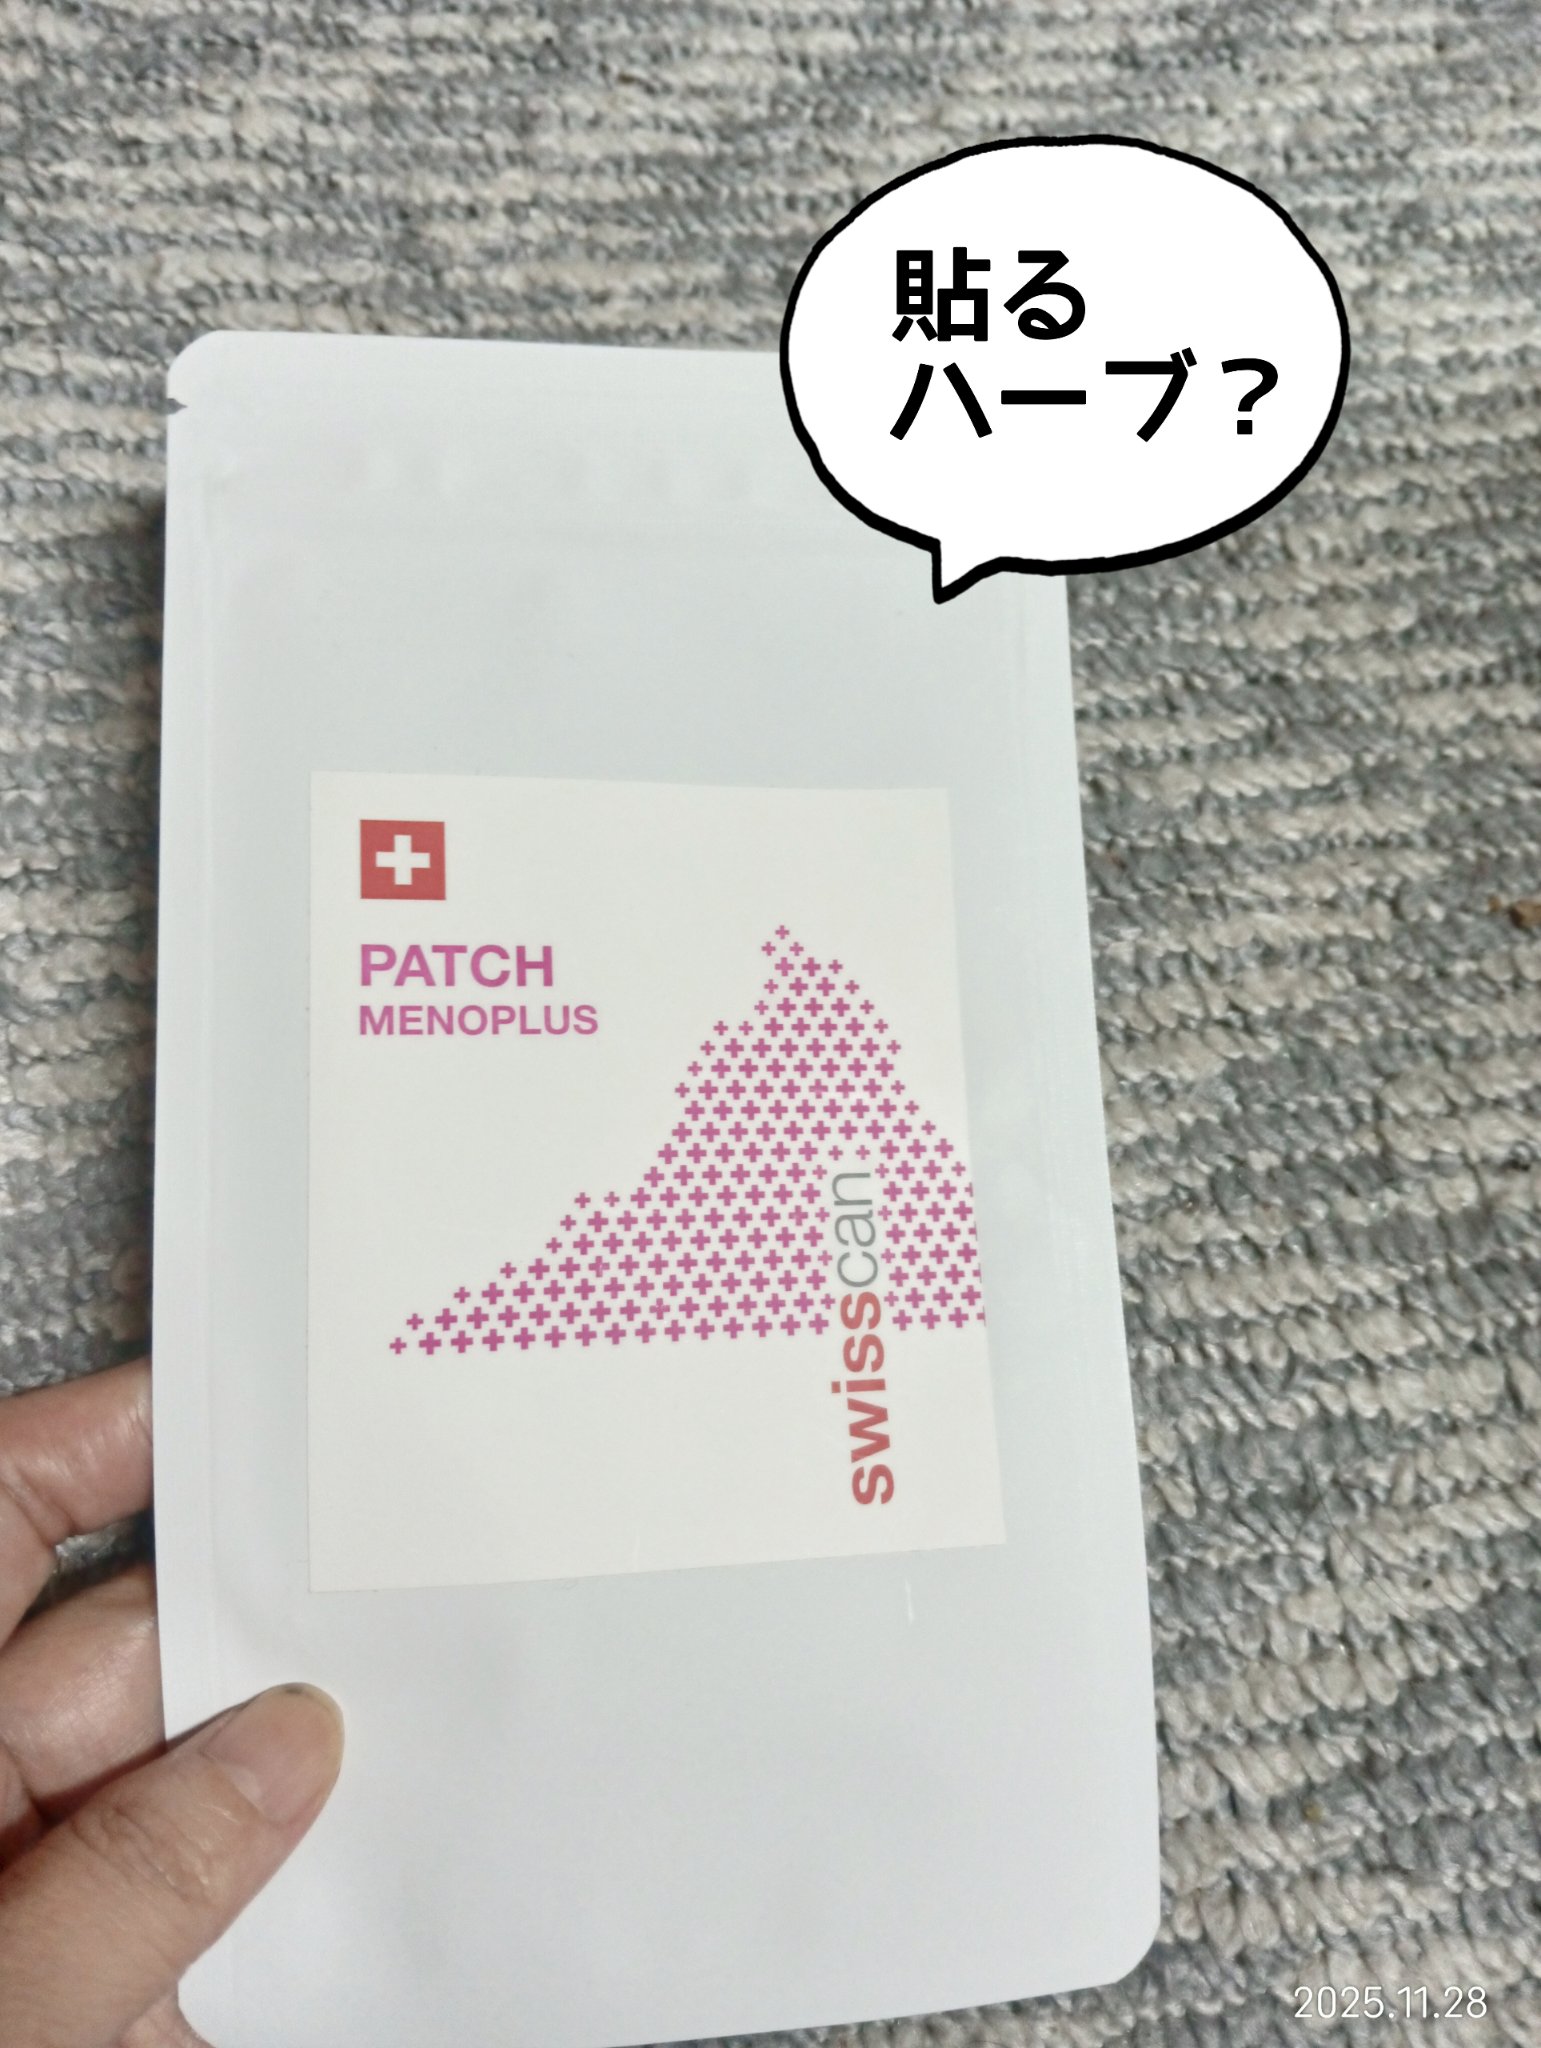 貼る
ハーブ？
PATCH
MENOPLUS
swisscan
2025.11.28